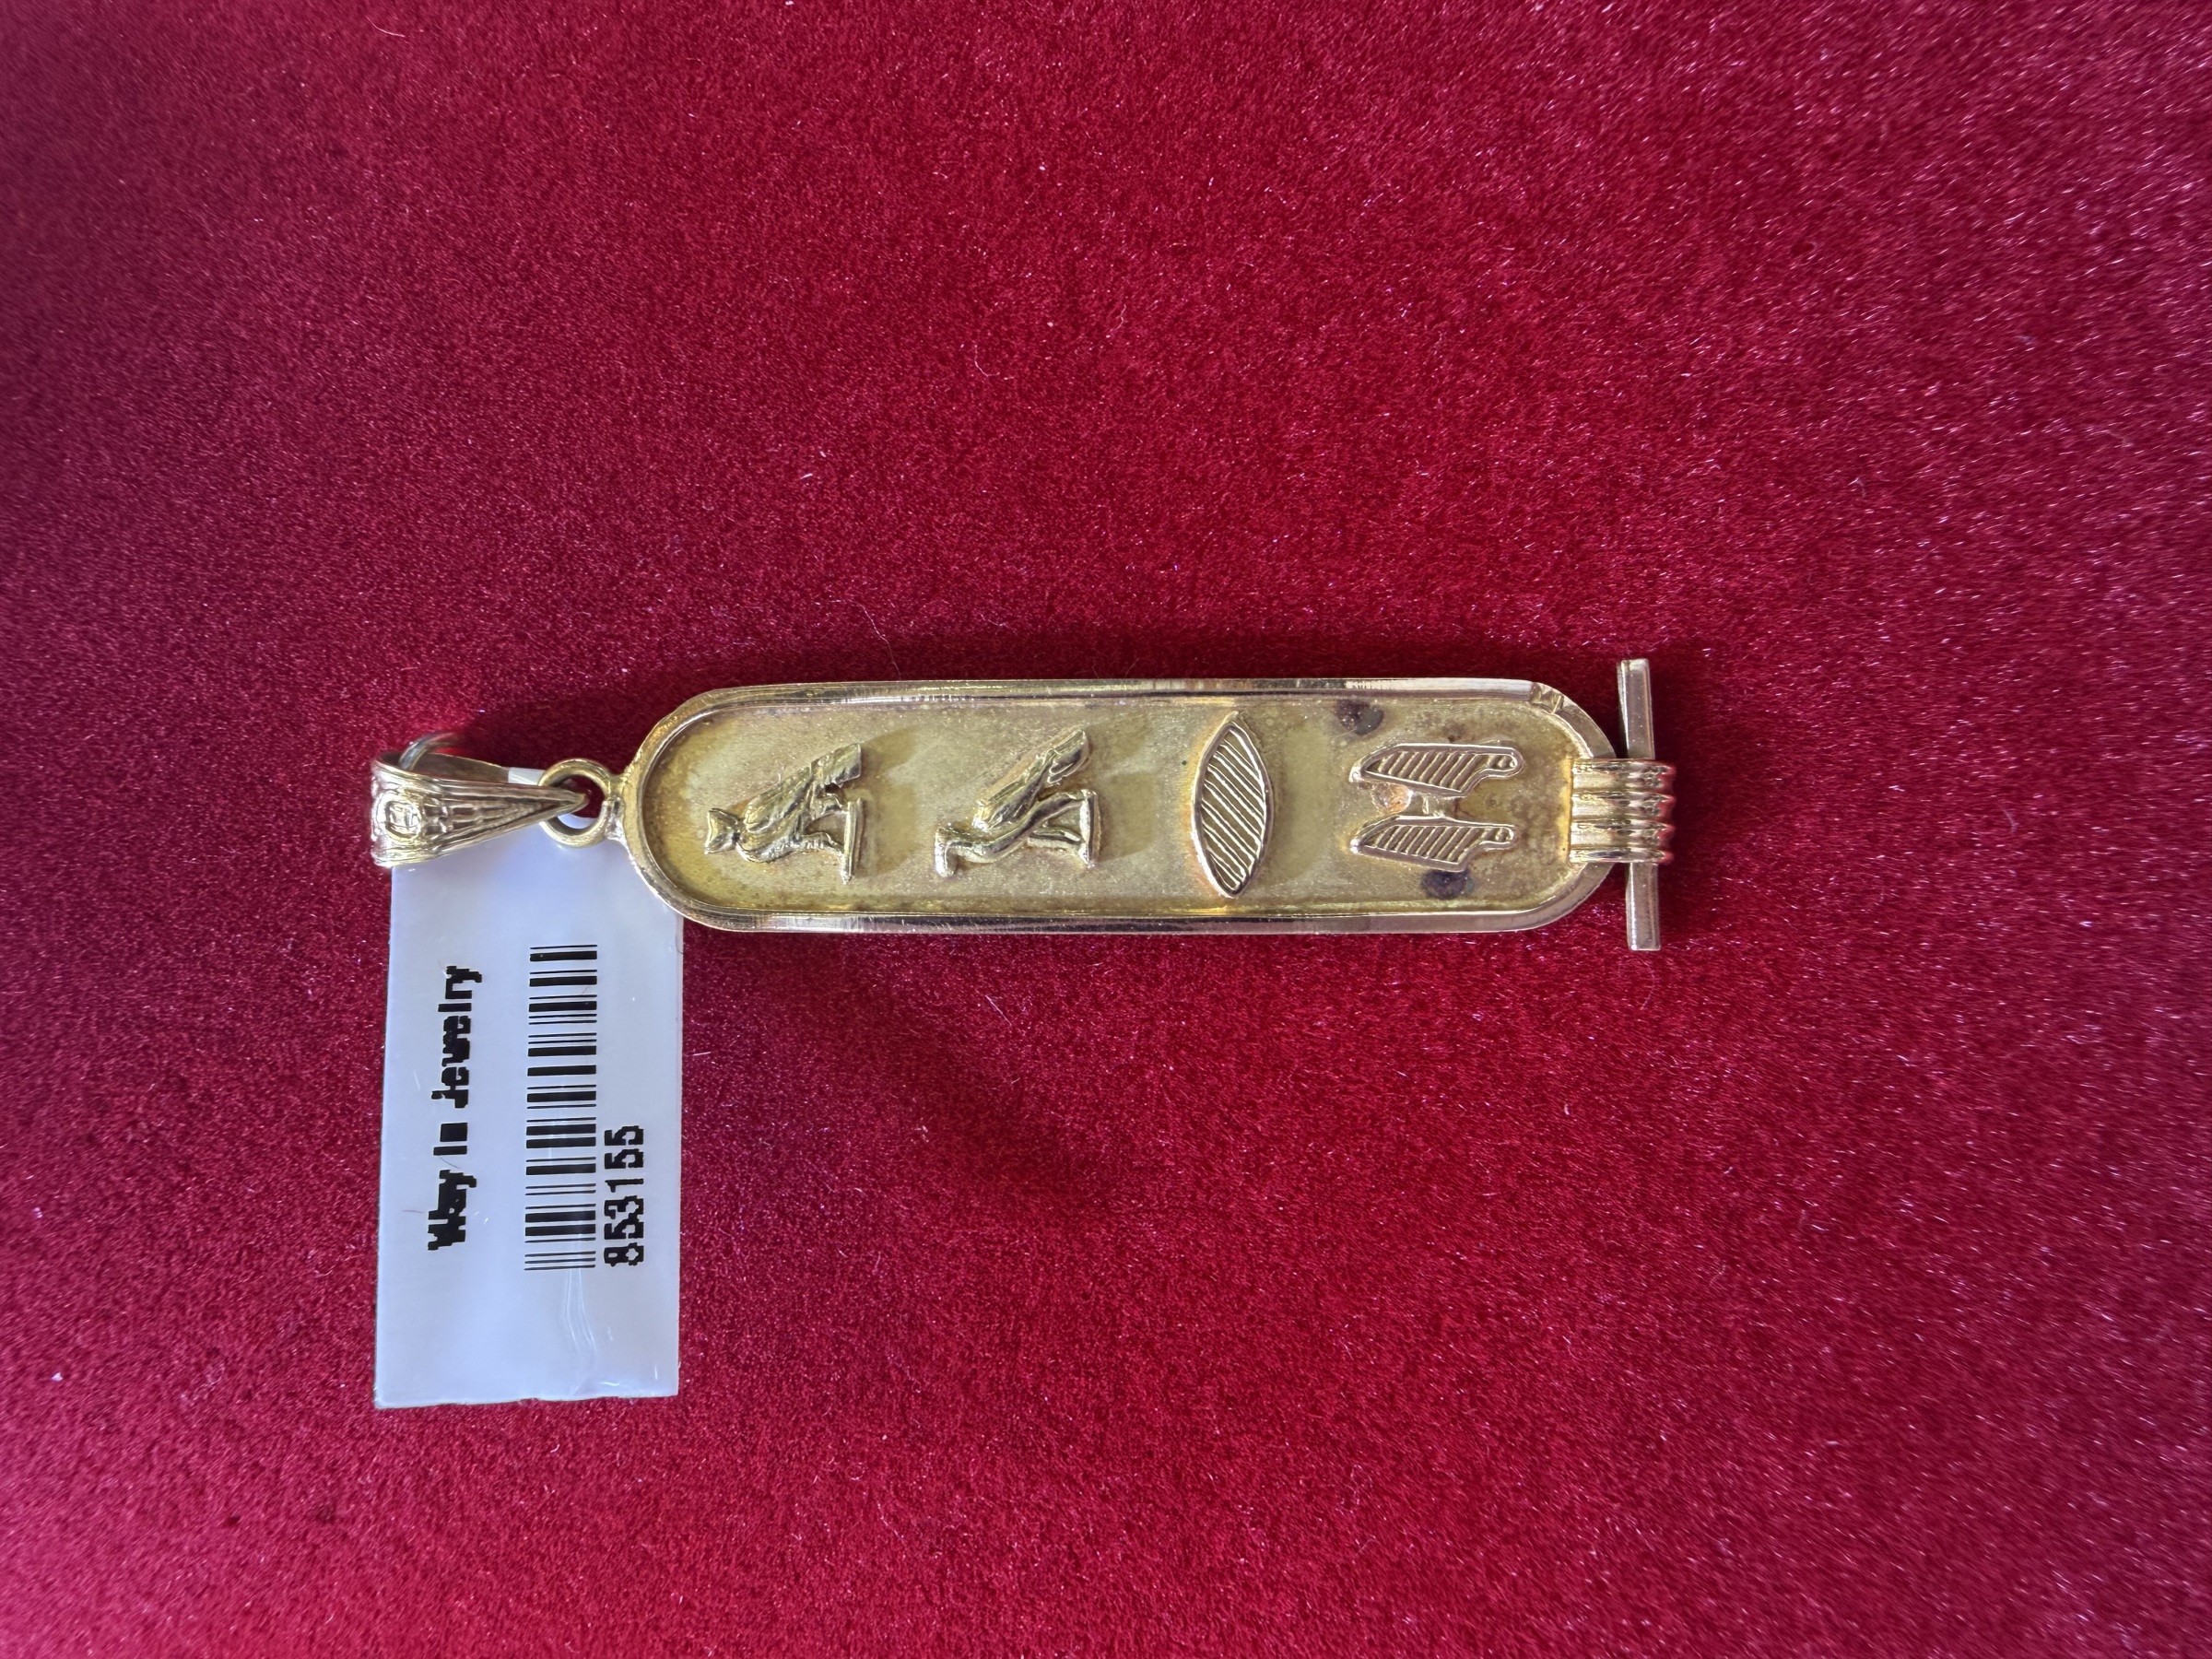 𓅓
𓄿
𓂋
𓇌
Way In Jewelry
853155